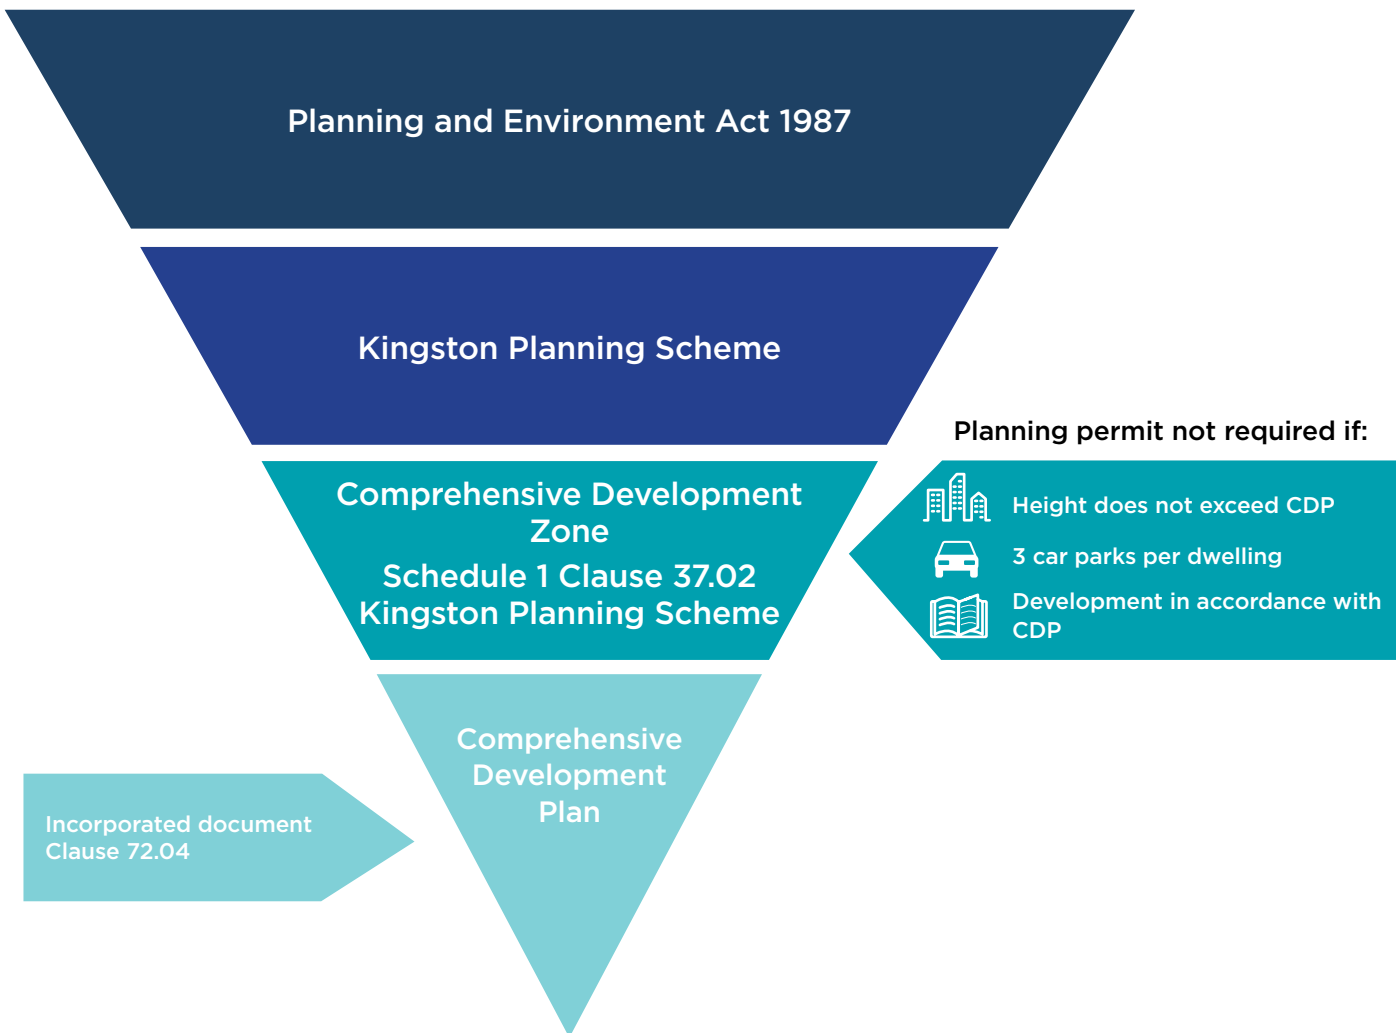 Planning and Environment Act 1987
Kingston Planning Scheme
Planning permit not required if:
Comprehensive Development
Zone
Schedule 1 Clause 37.02
Kingston Planning Scheme
Height does not exceed CDP
3 car parks per dwelling
Development in accordance with
CDP
Comprehensive
Development
Plan
Incorporated document
Clause 72.04